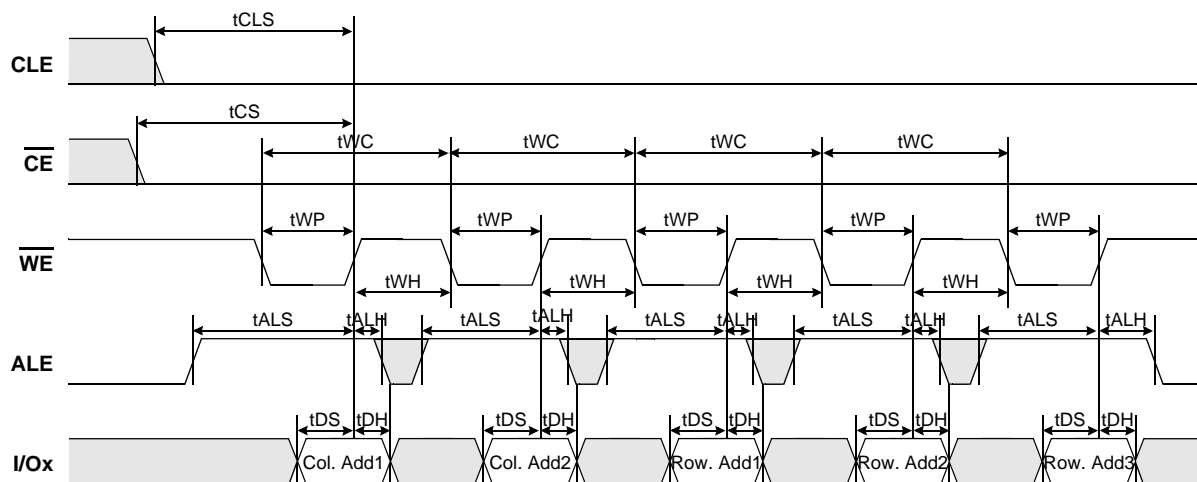 tCLS
CLE
tCS
CE
tWC tWC tWC tWC
tWP tWP tWP tWP tWP
WE
tWH tWH tWH tWH
tALS tALH tALS tALH tALS tALH tALS tALH tALS tALH
ALE
tDS tDH tDS tDH tDS tDH tDS tDH tDS tDH
I/Ox Col. Add1 Col. Add2 Row. Add1 Row. Add2 Row. Add3